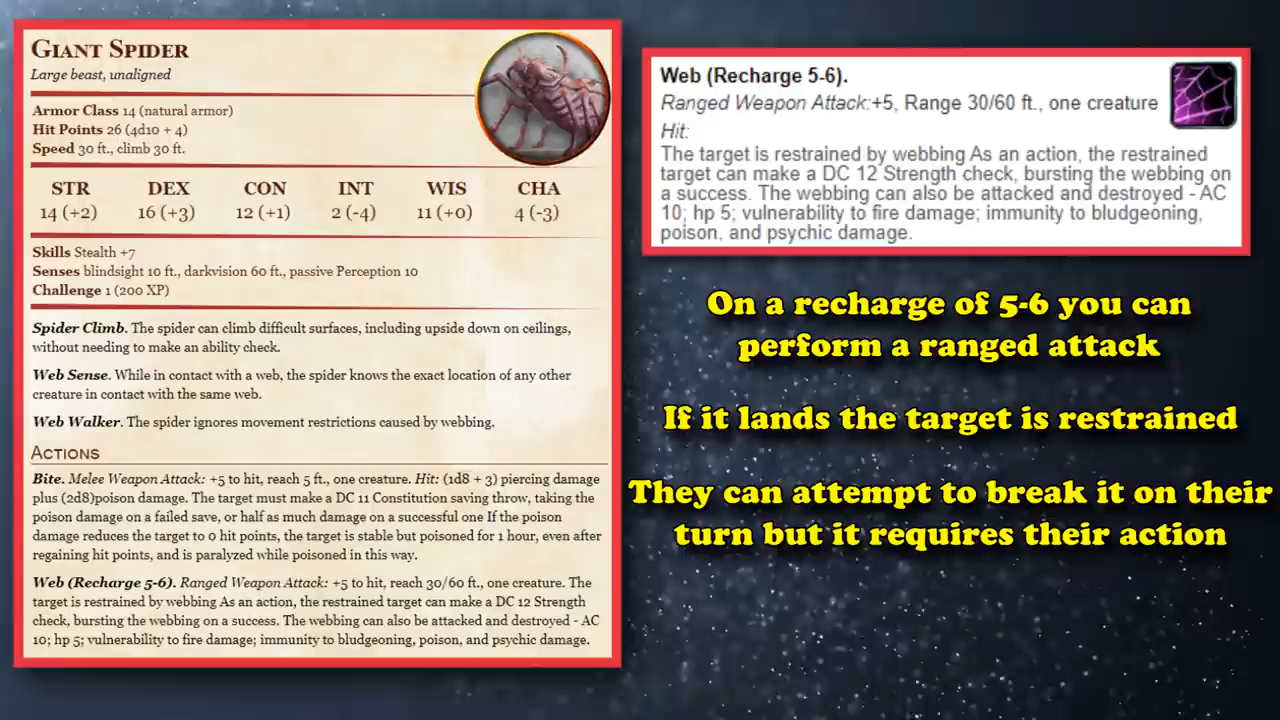 Giant Spider
Large beast, unaligned
Armor Class 14 (natural armor)
Hit Points 26 (4d10 + 4)
Speed 30 ft., climb 30 ft.
STR DEX CON INT WIS CHA
14 (+2) 16 (+3) 12 (+1) 2 (-4) 11 (+0) 4 (-3)
Skills Stealth +7
Senses blindsight 10 ft., darkvision 60 ft., passive Perception 10
Challenge 1 (200 XP)
Spider Climb. The spider can climb difficult surfaces, including upside down on ceilings,
without needing to make an ability check.
Web Sense. While in contact with a web, the spider knows the exact location of any other
creature in contact with the same web.
Web Walker. The spider ignores movement restrictions caused by webbing.
Actions
Bite. Melee Weapon Attack: +5 to hit, reach 5 ft., one creature. Hit: (1d8 + 3) piercing damage
plus (2d8)poison damage. The target must make a DC 11 Constitution saving throw, taking the
poison damage on a failed save, or half as much damage on a successful one If the poison
damage reduces the target to 0 hit points, the target is stable but poisoned for 1 hour, even after
regaining hit points, and is paralyzed while poisoned in this way.
Web (Recharge 5-6). Ranged Weapon Attack: +5 to hit, reach 30/60 ft., one creature. The
target is restrained by webbing As an action, the restrained target can make a DC 12 Strength
check, bursting the webbing on a success. The webbing can also be attacked and destroyed - AC
10; hp 5; vulnerability to fire damage; immunity to bludgeoning, poison, and psychic damage.
Web (Recharge 5-6).
Ranged Weapon Attack:+5, Range 30/60 ft., one creature
Hit:
The target is restrained by webbing As an action, the restrained
target can make a DC 12 Strength check, bursting the webbing on
a success. The webbing can also be attacked and destroyed - AC
10; hp 5; vulnerability to fire damage; immunity to bludgeoning,
poison, and psychic damage.
On a recharge of 5-6 you can
perform a ranged attack
If it lands the target is restrained
They can attempt to break it on their
turn but it requires their action